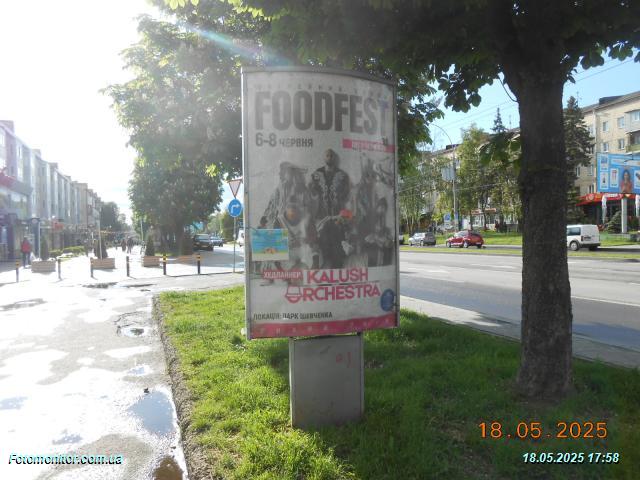 FOODFEST
6-8 ЧЕРВНЯ
ХЕДЛАЙНЕР
KALUSH
ORCHESTRA
ЛОКАЦІЯ: ПАРК ШЕВЧЕНКА
18.05.2025
Fotomonitor.com.ua
18.05.2025 17:58